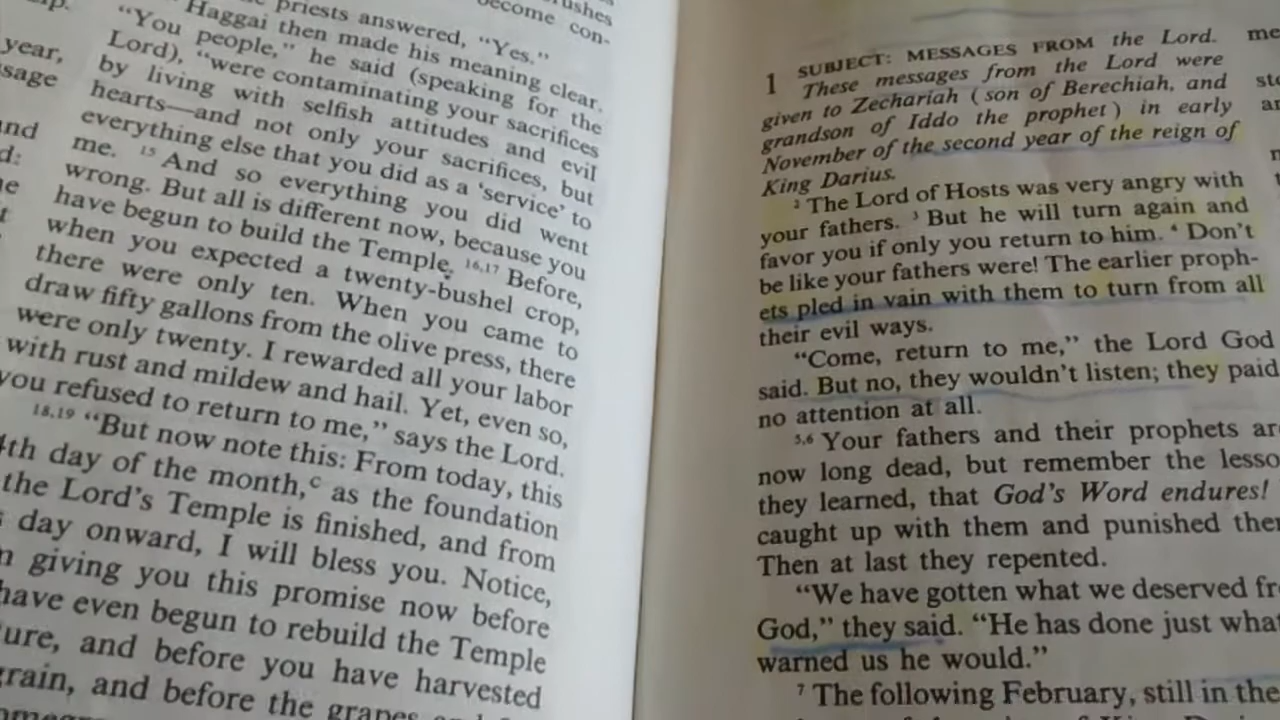 year,
sage
and
priests answered, "Yes."
Haggai then made his meaning clear.
"You people," he said (speaking for the
Lord), "were contaminating your sacrifices
by living with selfish attitudes and evil
hearts—and not only your sacrifices, but
everything else that you did as a 'service' to
me. 15 And so everything you did went
wrong. But all is different now, because you
have begun to build the Temple. 16,17 Before,
when you expected a twenty-bushel crop,
there were only ten. When you came to
draw fifty gallons from the olive press, there
were only twenty. I rewarded all your labor
with rust and mildew and hail. Yet, even so,
you refused to return to me," says the Lord.
18,19 "But now note this: From today, this
4th day of the month,c as the foundation
the Lord's Temple is finished, and from
day onward, I will bless you. Notice,
giving you this promise now before
have even begun to rebuild the Temple
ure, and before you have harvested
grain, and before the grapes
1 SUBJECT: MESSAGES FROM the Lord.
These messages from the Lord were
given to Zechariah (son of Berechiah, and
grandson of Iddo the prophet) in early
November of the second year of the reign of
King Darius.
2 The Lord of Hosts was very angry with
your fathers. 3 But he will turn again and
favor you if only you return to him. 4 Don't
be like your fathers were! The earlier proph-
ets pled in vain with them to turn from all
their evil ways.
"Come, return to me," the Lord God
said. But no, they wouldn't listen; they paid
no attention at all.
5,6 Your fathers and their prophets are
now long dead, but remember the lesso
they learned, that God's Word endures!
caught up with them and punished them
Then at last they repented.
"We have gotten what we deserved fr
God," they said. "He has done just what
warned us he would."
7 The following February, still in the